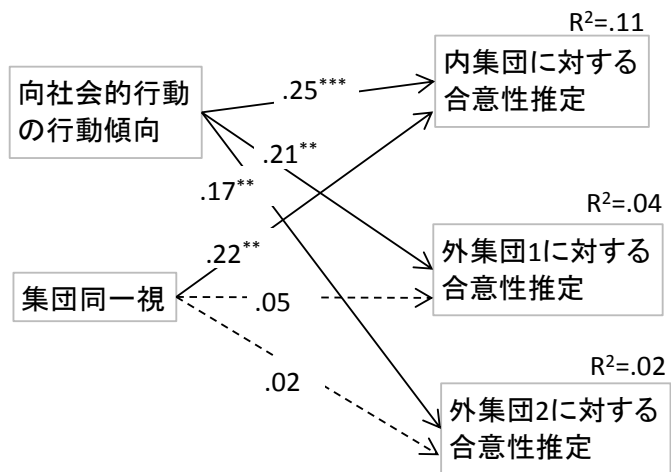 R²=.11
向社会的行動
の行動傾向
内集団に対する
合意性推定
.25***
.21**
.17**
R²=.04
.22**
外集団1に対する
合意性推定
集団同一視
.05
R²=.02
.02
外集団2に対する
合意性推定